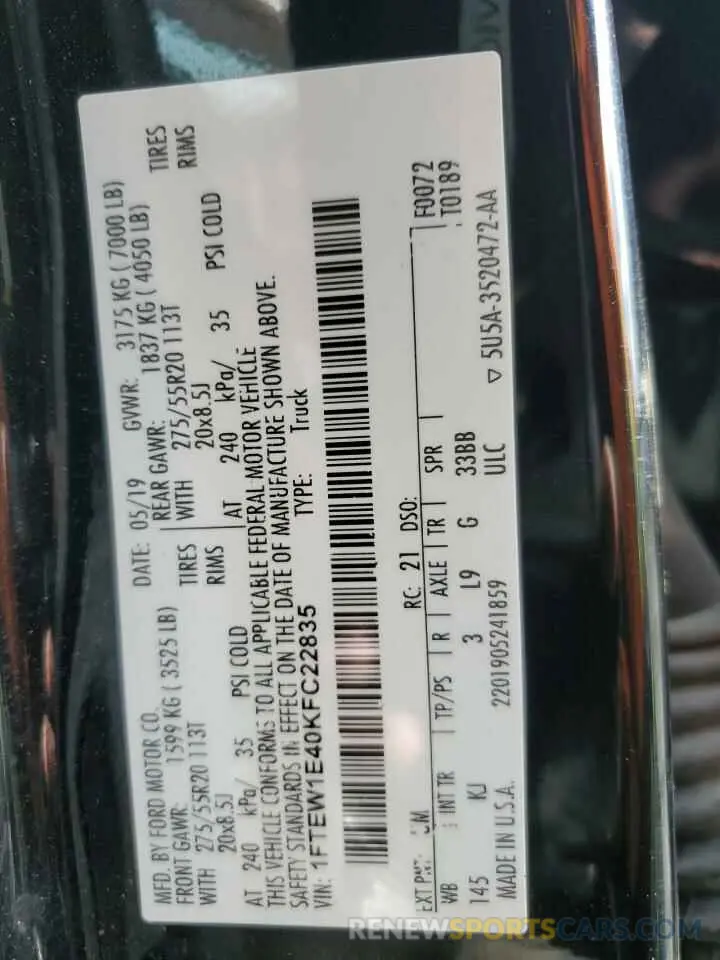 MFD. BY FORD MOTOR CO. DATE: 05/19 GVWR: 3175 KG ( 7000 LB)
FRONT GAWR: 1599 KG ( 3525 LB) REAR GAWR: 1837 KG ( 4050 LB)
WITH 275/55R20 113T TIRES WITH 275/55R20 113T TIRES
20x8.5J RIMS 20x8.5J RIMS
AT 240 kPa/ 35 PSI COLD AT 240 kPa/ 35 PSI COLD
THIS VEHICLE CONFORMS TO ALL APPLICABLE FEDERAL MOTOR VEHICLE
SAFETY STANDARDS IN EFFECT ON THE DATE OF MANUFACTURE SHOWN ABOVE.
VIN: 1FTEW1E40KFC22835 TYPE: Truck
EXT PNT: RC: 21 DSO: F0072
WB INT TR TP/PS R AXLE TR SPR T0189
145 KJ 3 L9 G 33BB
MADE IN U.S.A. 2201905241859 ULC ▽ 5U5A-3520472-AA
RENEWSPORTSCARS.COM